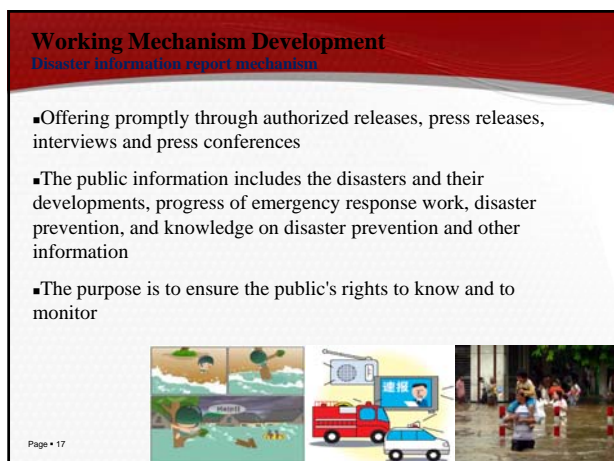 Working Mechanism Development
Disaster information report mechanism
▪Offering promptly through authorized releases, press releases,
interviews and press conferences
▪The public information includes the disasters and their
developments, progress of emergency response work, disaster
prevention, and knowledge on disaster prevention and other
information
▪The purpose is to ensure the public's rights to know and to
monitor
速报
Page ▪ 17